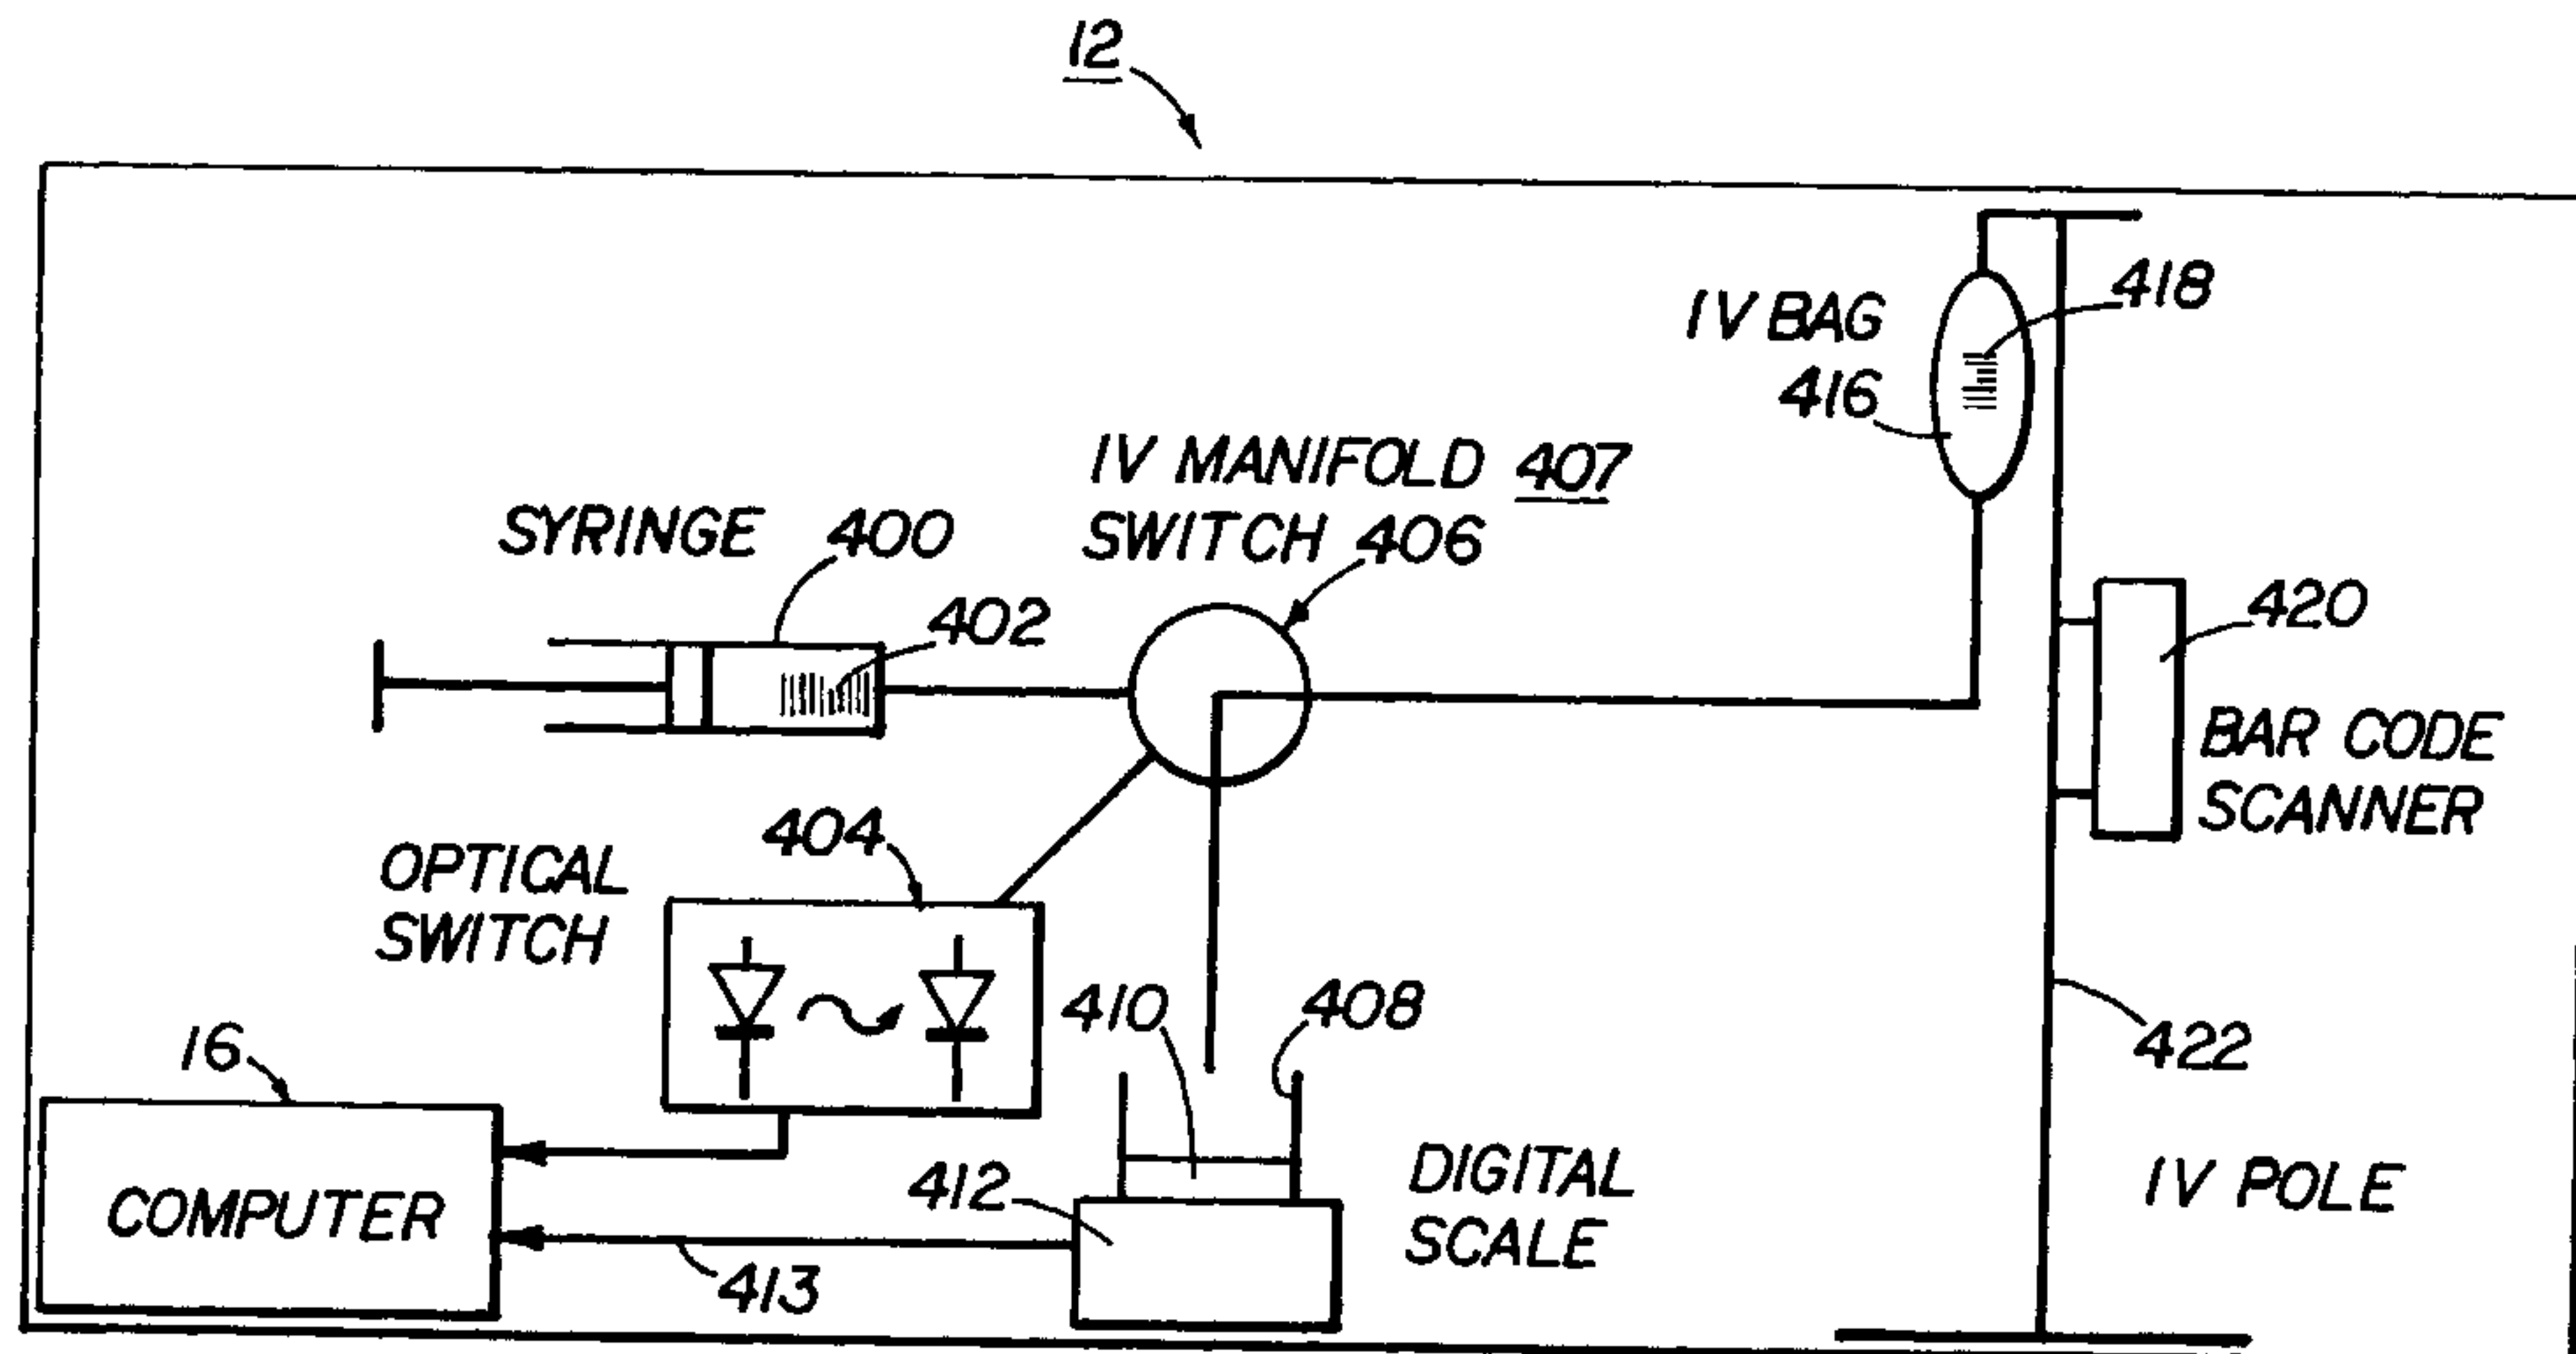 12
418
IV BAG
416
IV MANIFOLD 407
SWITCH 406
SYRINGE 400
402
420
BAR CODE
SCANNER
404
OPTICAL
SWITCH
410
408
16
422
COMPUTER
412
DIGITAL
SCALE
IV POLE
413